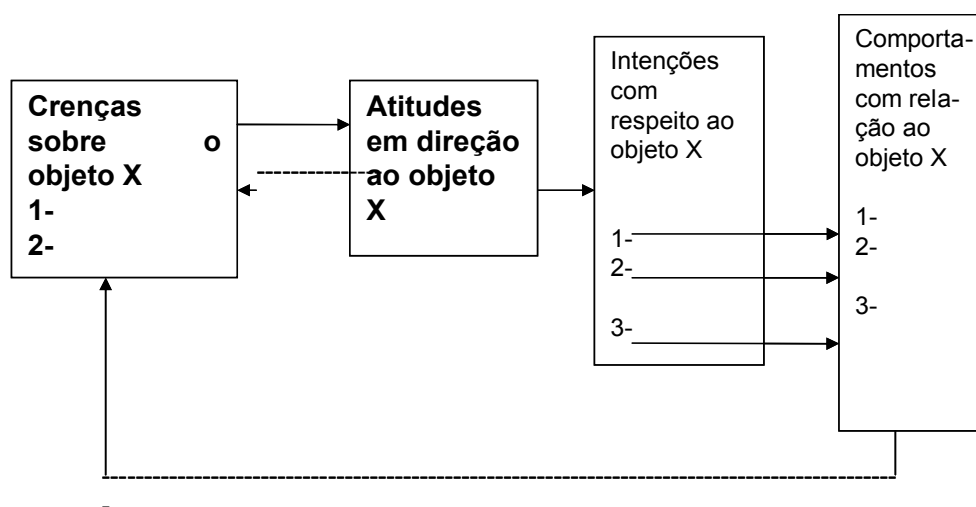 Crenças
sobre o
objeto X
1-
2-
Atitudes
em direção
ao objeto
X
Intenções
com
respeito ao
objeto X
1-
2-
3-
Comporta-
mentos
com rela-
ção ao
objeto X
1-
2-
3-